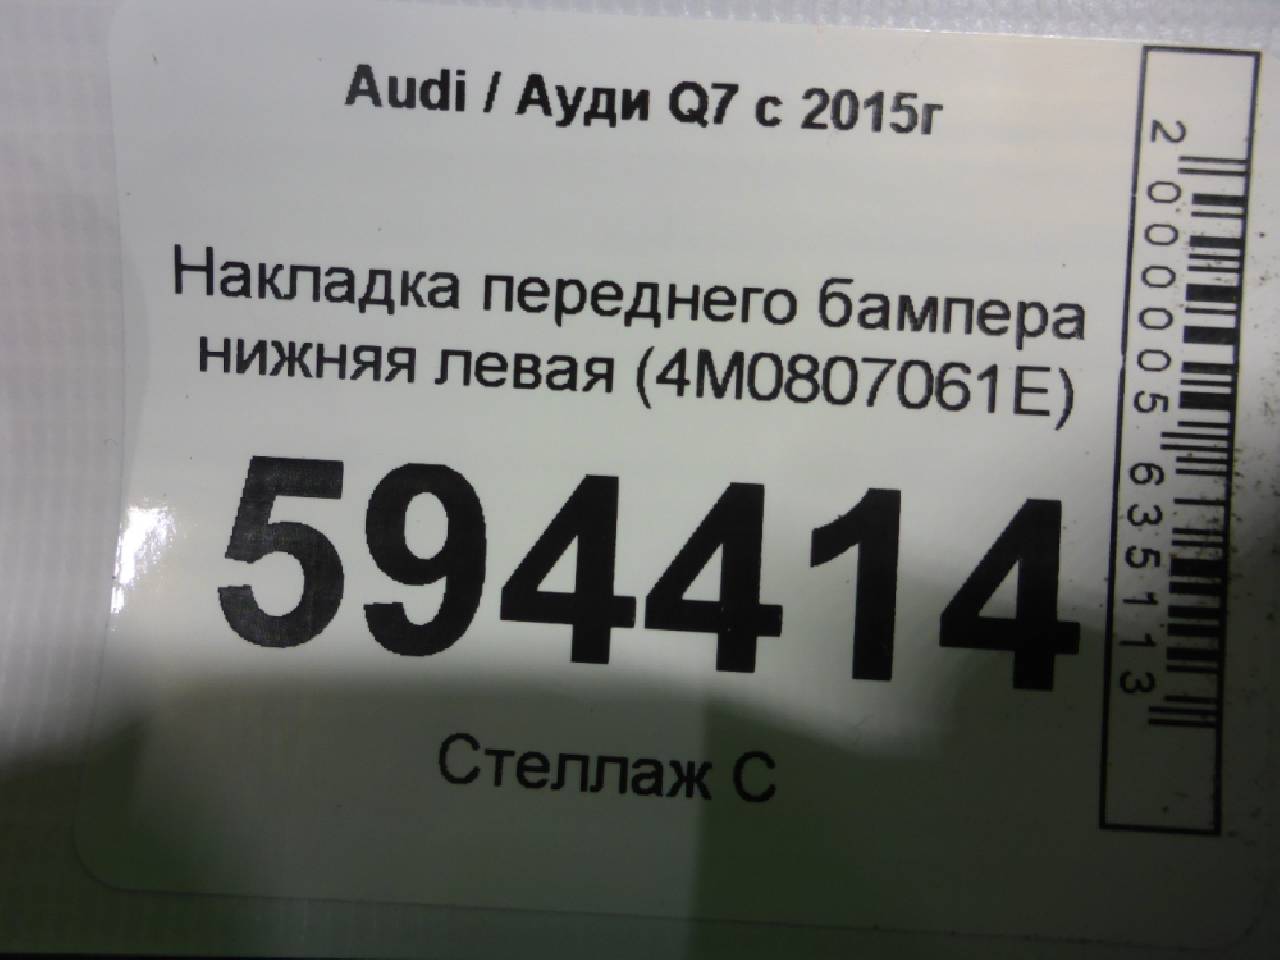 Audi / Ауди Q7 с 2015г
Накладка переднего бампера
нижняя левая (4M0807061E)
594414
Стеллаж С
2000005635113